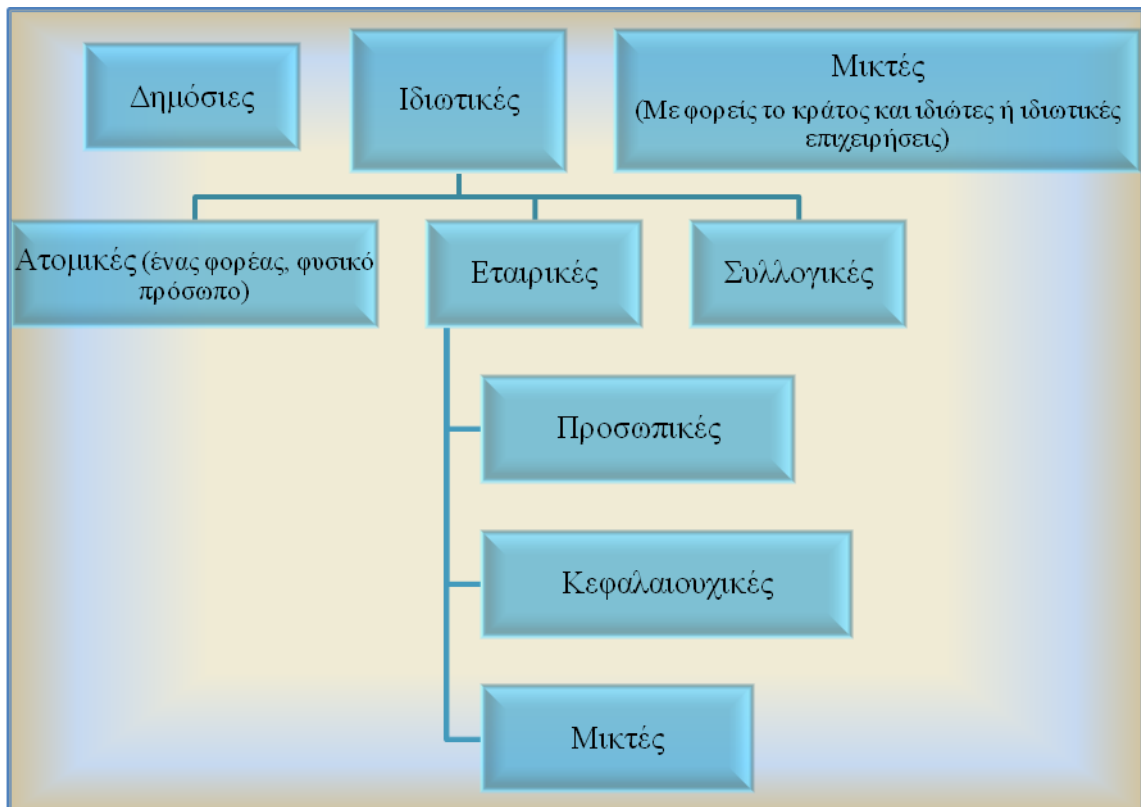 Δημόσιες
Ιδιωτικές
Μικτές
(Με φορείς το κράτος και ιδιώτες ή ιδιωτικές
επιχειρήσεις)
Ατομικές (ένας φορέας, φυσικό
πρόσωπο)
Εταιρικές
Συλλογικές
Προσωπικές
Κεφαλαιουχικές
Μικτές